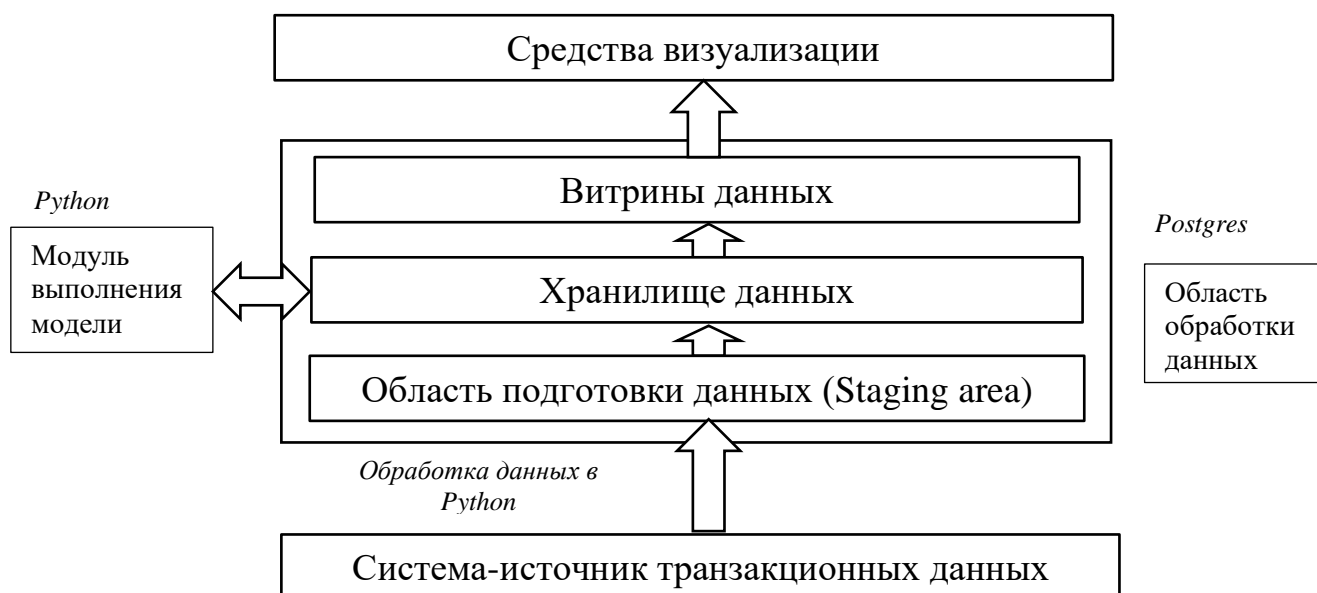 Средства визуализации
Витрины данных
Python
Модуль
выполнения
модели
Postgres
Хранилище данных
Область
обработки
данных
Область подготовки данных (Staging area)
Обработка данных в
Python
Система-источник транзакционных данных